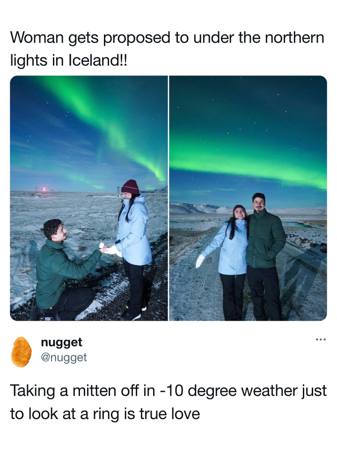 Woman gets proposed to under the northern
lights in Iceland!!
nugget
@nugget
Taking a mitten off in -10 degree weather just
to look at a ring is true love